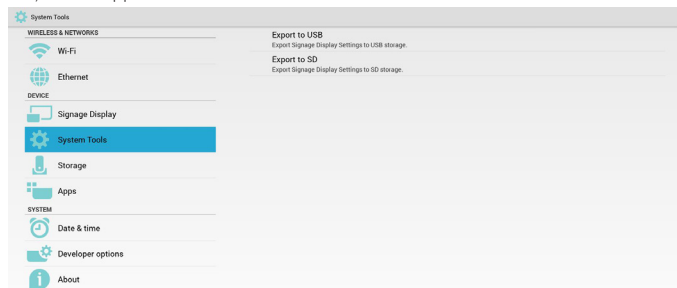 System Tools
WIRELESS & NETWORKS
Wi-Fi
Ethernet
DEVICE
Signage Display
System Tools
Storage
Apps
SYSTEM
Date & time
Developer options
About
Export to USB
Export Signage Display Settings to USB storage.
Export to SD
Export Signage Display Settings to SD storage.